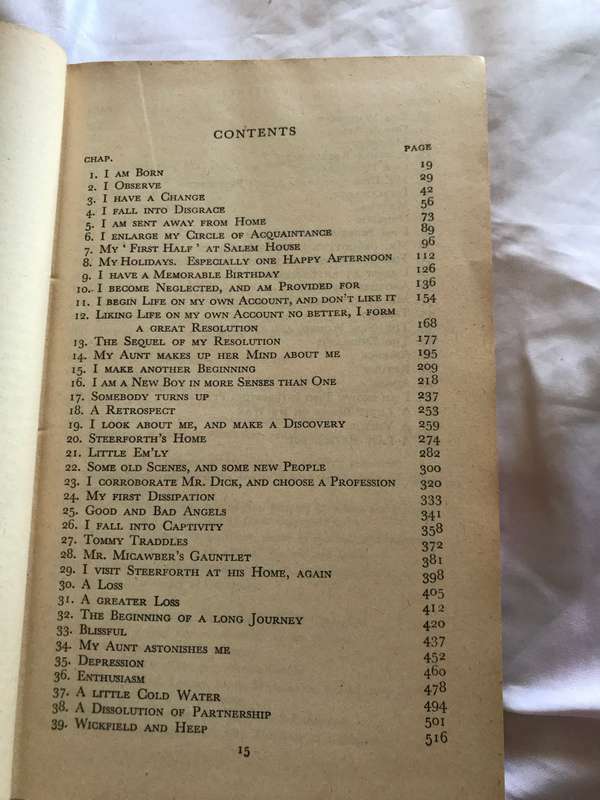 CONTENTS
CHAP. PAGE
1. I AM BORN 19
2. I OBSERVE 29
3. I HAVE A CHANGE 42
4. I FALL INTO DISGRACE 56
5. I AM SENT AWAY FROM HOME 73
6. I ENLARGE MY CIRCLE OF ACQUAINTANCE 89
7. MY ' FIRST HALF ' AT SALEM HOUSE 96
8. MY HOLIDAYS. ESPECIALLY ONE HAPPY AFTERNOON 112
9. I HAVE A MEMORABLE BIRTHDAY 126
10. I BECOME NEGLECTED, AND AM PROVIDED FOR 136
11. I BEGIN LIFE ON MY OWN ACCOUNT, AND DON'T LIKE IT 154
12. LIKING LIFE ON MY OWN ACCOUNT NO BETTER, I FORM
A GREAT RESOLUTION 168
13. THE SEQUEL OF MY RESOLUTION 177
14. MY AUNT MAKES UP HER MIND ABOUT ME 195
15. I MAKE ANOTHER BEGINNING 209
16. I AM A NEW BOY IN MORE SENSES THAN ONE 218
17. SOMEBODY TURNS UP 237
18. A RETROSPECT 253
19. I LOOK ABOUT ME, AND MAKE A DISCOVERY 259
20. STEERFORTH'S HOME 274
21. LITTLE EM'LY 282
22. SOME OLD SCENES, AND SOME NEW PEOPLE 300
23. I CORROBORATE MR. DICK, AND CHOOSE A PROFESSION 320
24. MY FIRST DISSIPATION 333
25. GOOD AND BAD ANGELS 341
26. I FALL INTO CAPTIVITY 358
27. TOMMY TRADDLES 372
28. MR. MICAWBER'S GAUNTLET 381
29. I VISIT STEERFORTH AT HIS HOME, AGAIN 398
30. A LOSS 405
31. A GREATER LOSS 412
32. THE BEGINNING OF A LONG JOURNEY 420
33. BLISSFUL 437
34. MY AUNT ASTONISHES ME 452
35. DEPRESSION 460
36. ENTHUSIASM 478
37. A LITTLE COLD WATER 494
38. A DISSOLUTION OF PARTNERSHIP 501
39. WICKFIELD AND HEEP 516
15